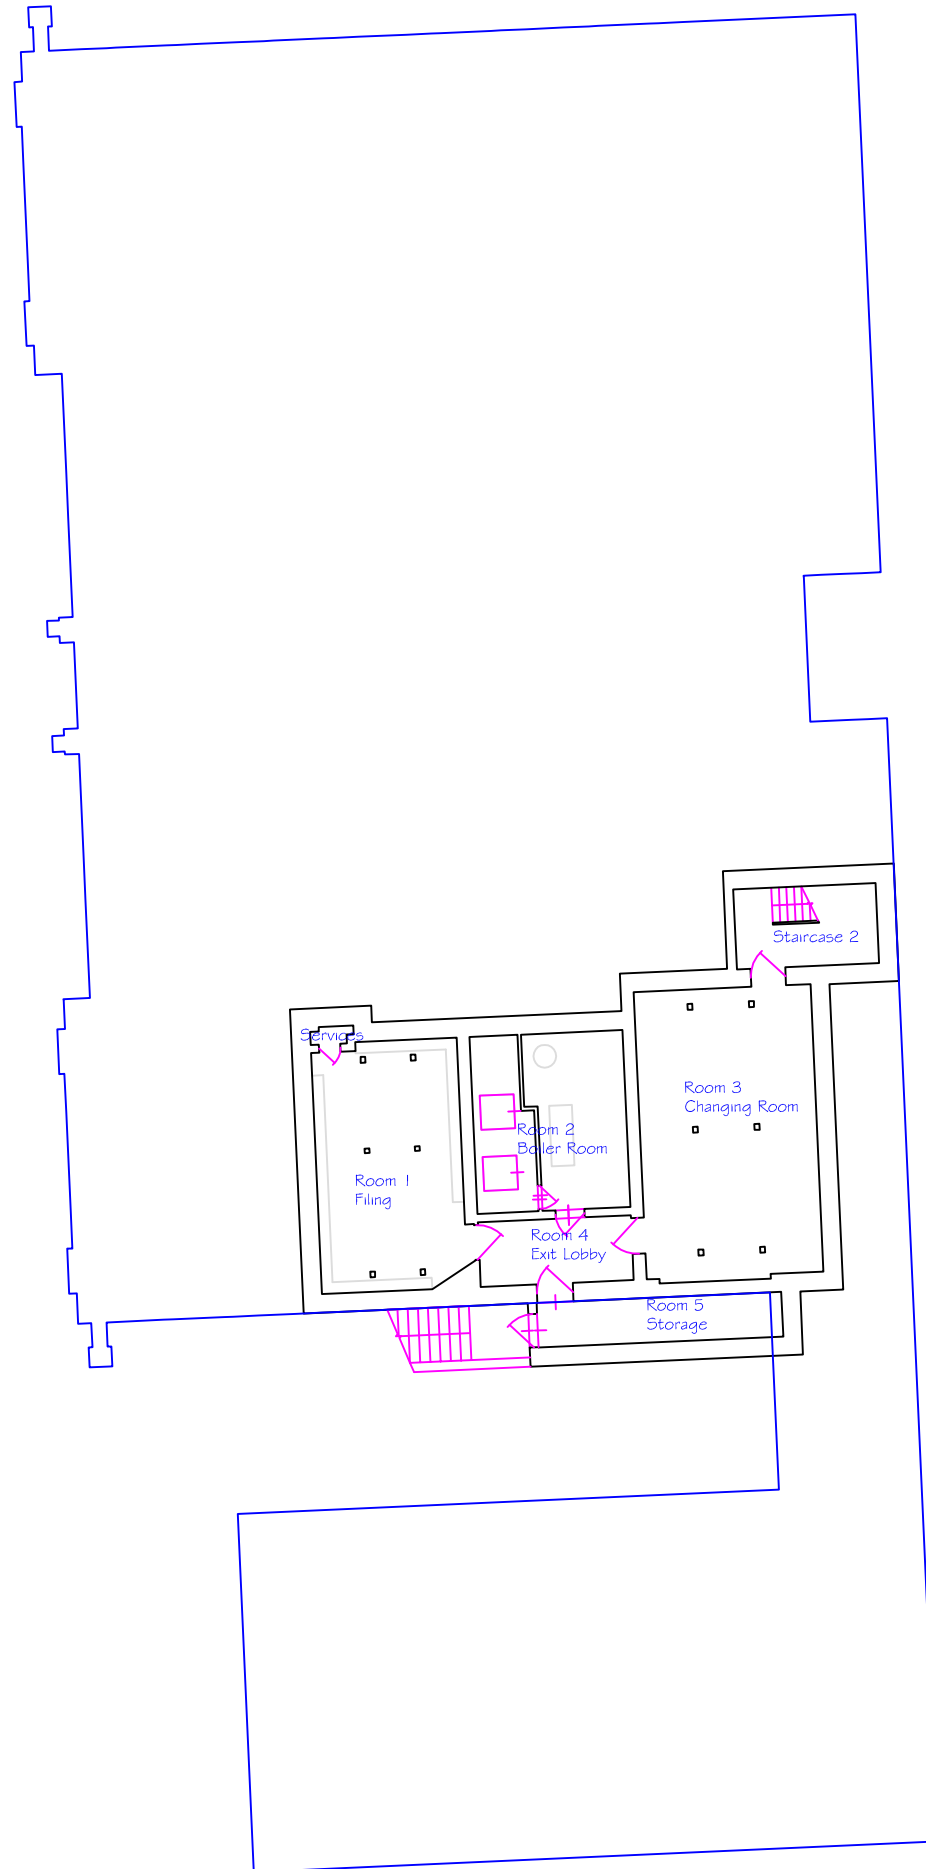 Staircase 2
Services
Room 3
Changing Room
Room 2
Boiler Room
Room 1
Filing
Room 4
Exit Lobby
Room 5
Storage